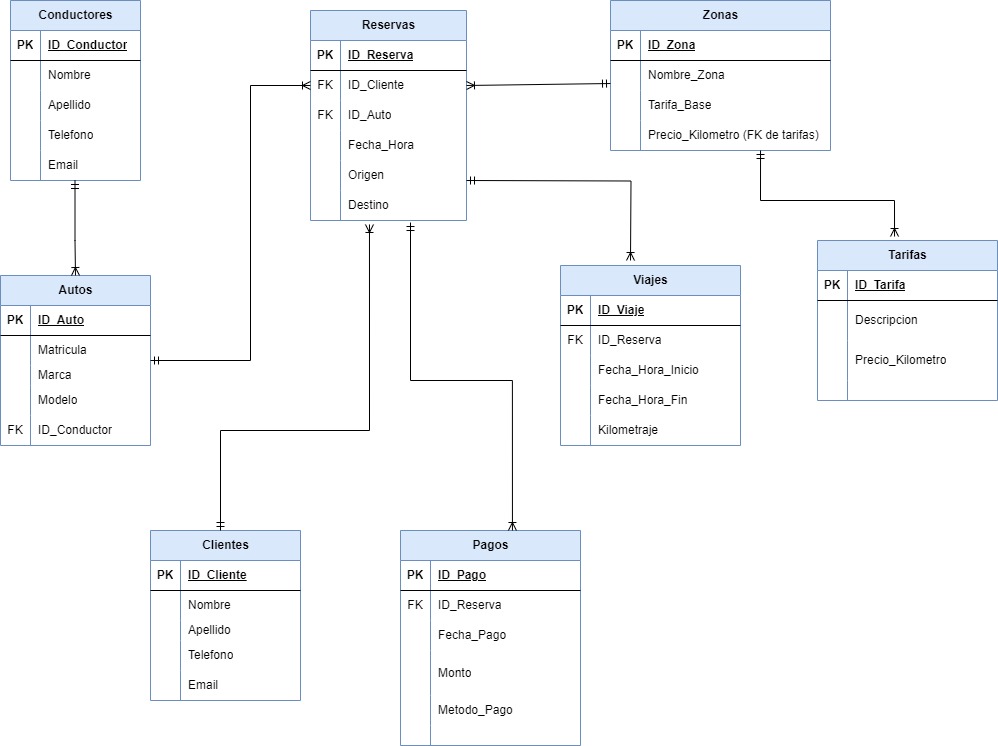 Conductores
PK ID_Conductor
Nombre
Apellido
Telefono
Email
Reservas
PK ID_Reserva
FK ID_Cliente
FK ID_Auto
Fecha_Hora
Origen
Destino
Zonas
PK ID_Zona
Nombre_Zona
Tarifa_Base
Precio_Kilometro (FK de tarifas)
Autos
PK ID_Auto
Matricula
Marca
Modelo
FK ID_Conductor
Viajes
PK ID_Viaje
FK ID_Reserva
Fecha_Hora_Inicio
Fecha_Hora_Fin
Kilometraje
Tarifas
PK ID_Tarifa
Descripcion
Precio_Kilometro
Clientes
PK ID_Cliente
Nombre
Apellido
Telefono
Email
Pagos
PK ID_Pago
FK ID_Reserva
Fecha_Pago
Monto
Metodo_Pago